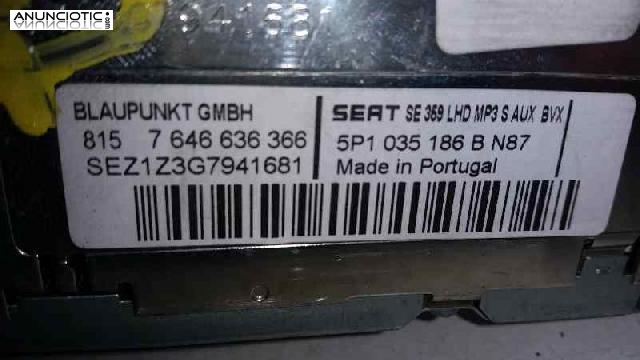 ANUNCIOTIC.com
BLAUPUNKT GMBH
815 7 646 636 366
SEZ1Z3G7941681
SEAT SE 359 LHD MP3 S AUX BVX
5P1 035 186 B N87
Made in Portugal